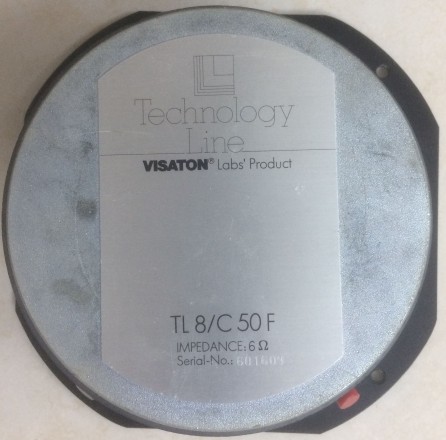 Technology
Line
VISATON® Labs' Product
TL 8/C 50 F
IMPEDANCE: 6 Ω
Serial-No.: